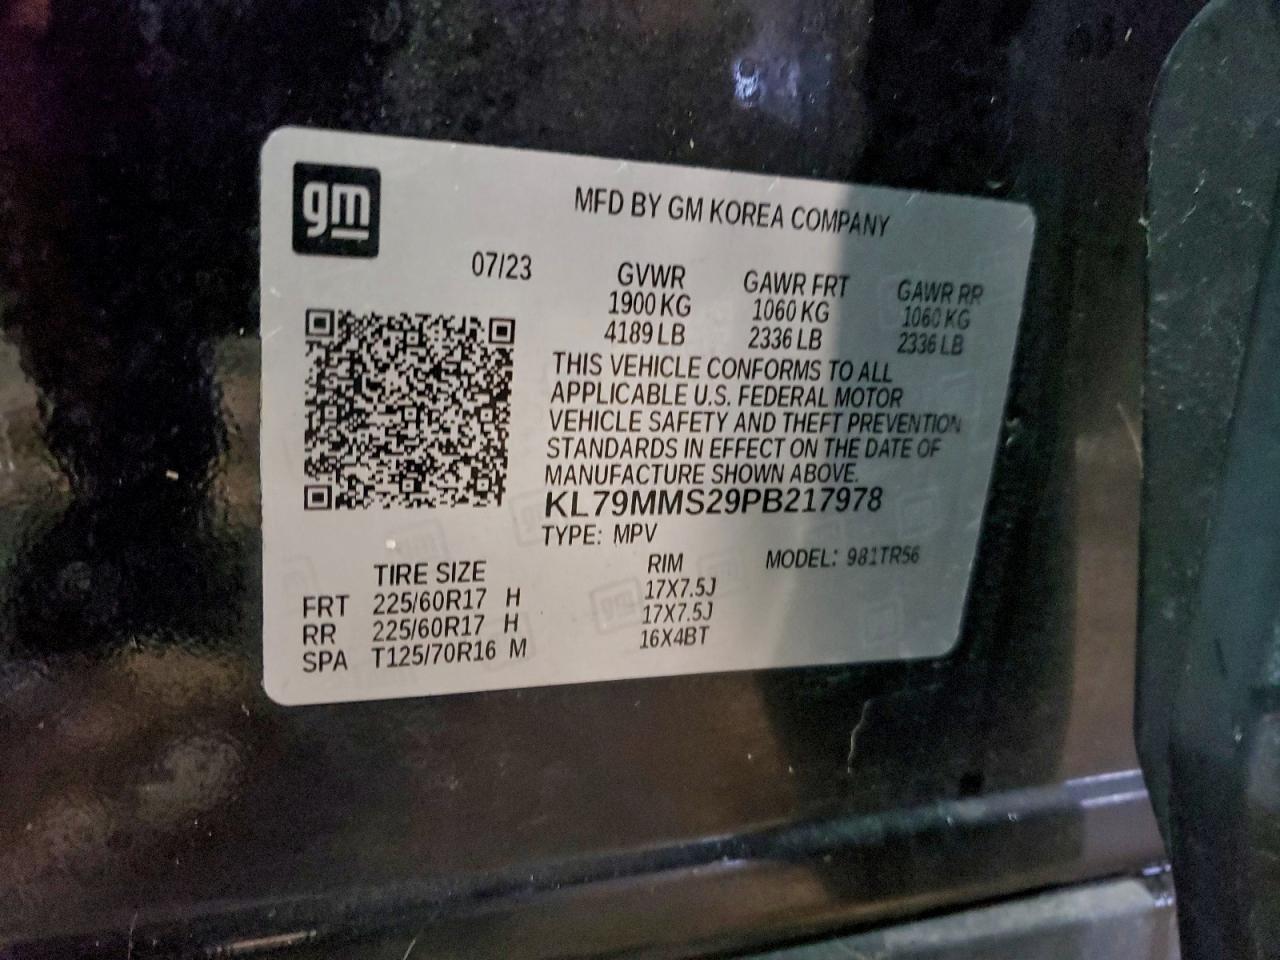 gm
MFD BY GM KOREA COMPANY
07/23 GVWR GAWR FRT GAWR RR
1900 KG 1060 KG 1060 KG
4189 LB 2336 LB 2336 LB
THIS VEHICLE CONFORMS TO ALL
APPLICABLE U.S. FEDERAL MOTOR
VEHICLE SAFETY AND THEFT PREVENTION
STANDARDS IN EFFECT ON THE DATE OF
MANUFACTURE SHOWN ABOVE.
KL79MMS29PB217978
TYPE: MPV MODEL: 981TR56
TIRE SIZE RIM
FRT 225/60R17 H 17X7.5J
RR 225/60R17 H 17X7.5J
SPA T125/70R16 M 16X4BT